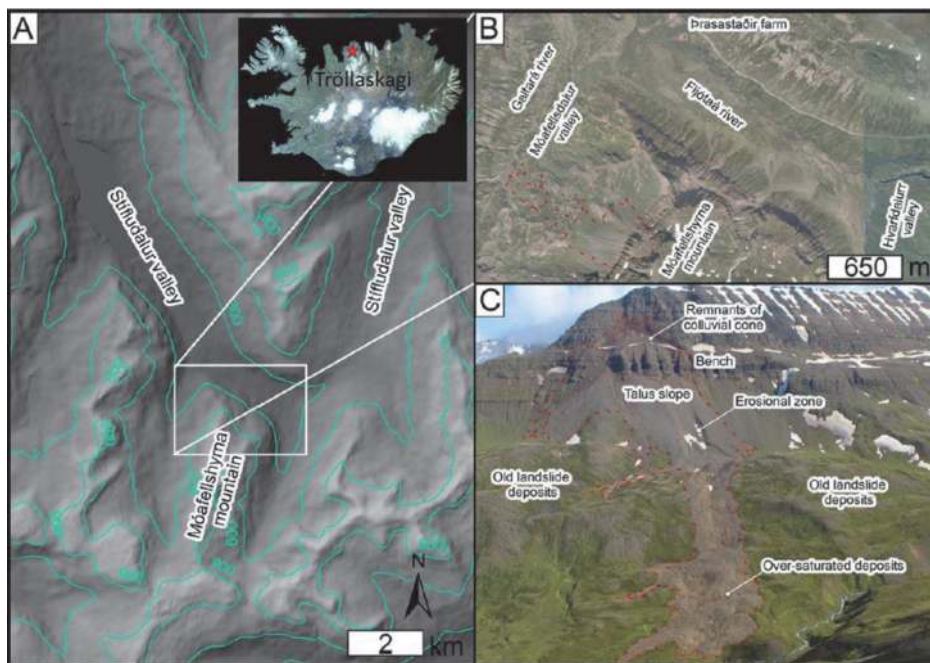 A
Tröllaskagi
Stífludalur valley
Stífludalur valley
Móafellshyrna
mountain
N
2 km
B
Þrasastaðir farm
Geitará river
Móafellsdalur
valley
Fljótaá river
Móafellshyrna
mountain
Hvarfdalurr
valley
650 m
C
Remnants of
colluvial cone
Bench
Talus slope
Erosional zone
Old landslide
deposits
Old landslide
deposits
Over-saturated deposits